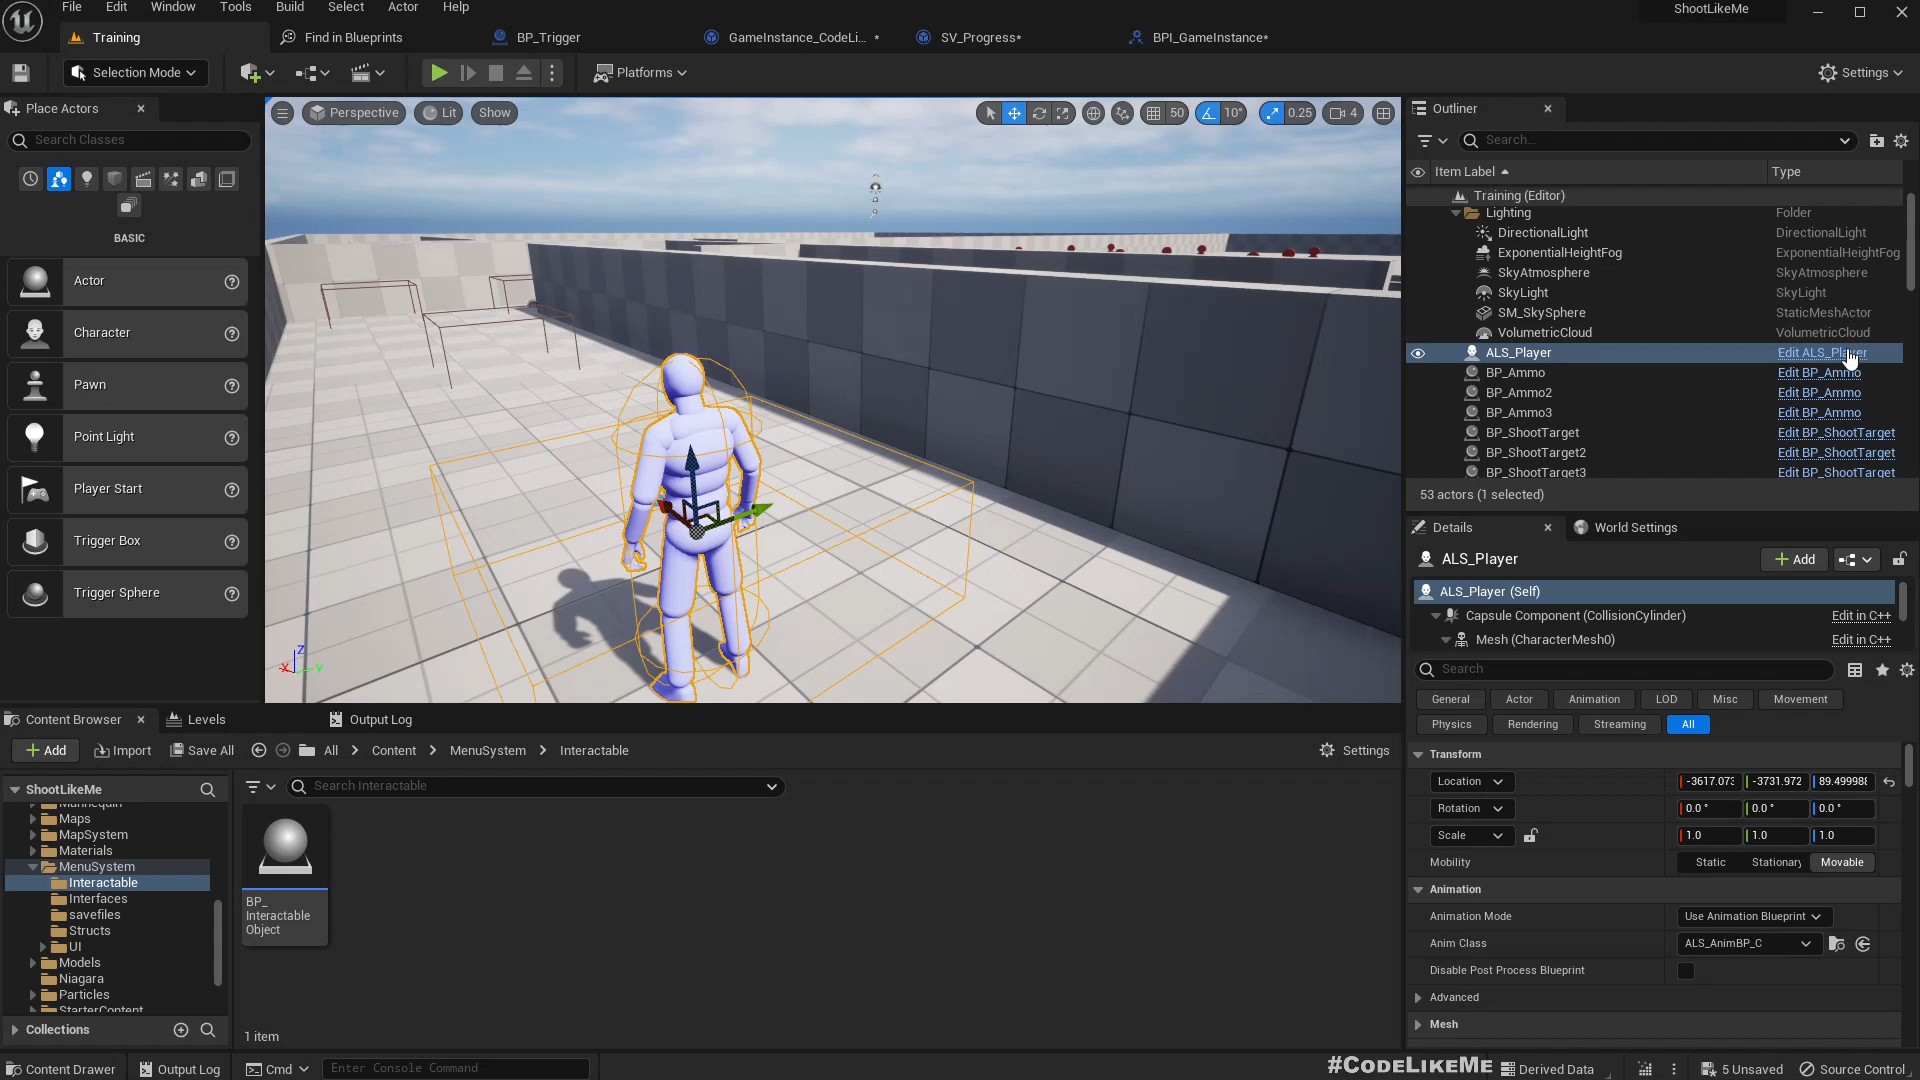 File Edit Window Tools Build Select Actor Help
ShootLikeMe
Training
Find in Blueprints
BP_Trigger
GameInstance_CodeLi... *
SV_Progress*
BPI_GameInstance*
Selection Mode
Platforms
Settings
Place Actors
Search Classes
BASIC
Actor
Character
Pawn
Point Light
Player Start
Trigger Box
Trigger Sphere
Perspective
Lit
Show
50
10°
0.25
4
X
Y
Z
Outliner
Search...
Item Label
Type
Training (Editor)
Lighting Folder
DirectionalLight DirectionalLight
ExponentialHeightFog ExponentialHeightFog
SkyAtmosphere SkyAtmosphere
SkyLight SkyLight
SM_SkySphere StaticMeshActor
VolumetricCloud VolumetricCloud
ALS_Player Edit ALS_Player
BP_Ammo Edit BP_Ammo
BP_Ammo2 Edit BP_Ammo
BP_Ammo3 Edit BP_Ammo
BP_ShootTarget Edit BP_ShootTarget
BP_ShootTarget2 Edit BP_ShootTarget
BP_ShootTarget3 Edit BP_ShootTarget
53 actors (1 selected)
Details
World Settings
ALS_Player
Add
ALS_Player (Self)
Capsule Component (CollisionCylinder) Edit in C++
Mesh (CharacterMesh0) Edit in C++
Search
General Actor Animation LOD Misc Movement
Physics Rendering Streaming All
Transform
Location -3617.073 -3731.972 89.499988
Rotation 0.0 ° 0.0 ° 0.0 °
Scale 1.0 1.0 1.0
Mobility Static Stationary Movable
Animation
Animation Mode Use Animation Blueprint
Anim Class ALS_AnimBP_C
Disable Post Process Blueprint
Advanced
Mesh
Content Browser
Levels
Output Log
Add Import Save All All Content MenuSystem Interactable Settings
ShootLikeMe
Search Interactable
Mannequin
Maps
MapSystem
Materials
MenuSystem
Interactable
Interfaces
savefiles
Structs
UI
Models
Niagara
Particles
StarterContent
Collections
BP_
Interactable
Object
1 item
Content Drawer Output Log Cmd Enter Console Command
#CODELIKEME
Derived Data
5 Unsaved
Source Control